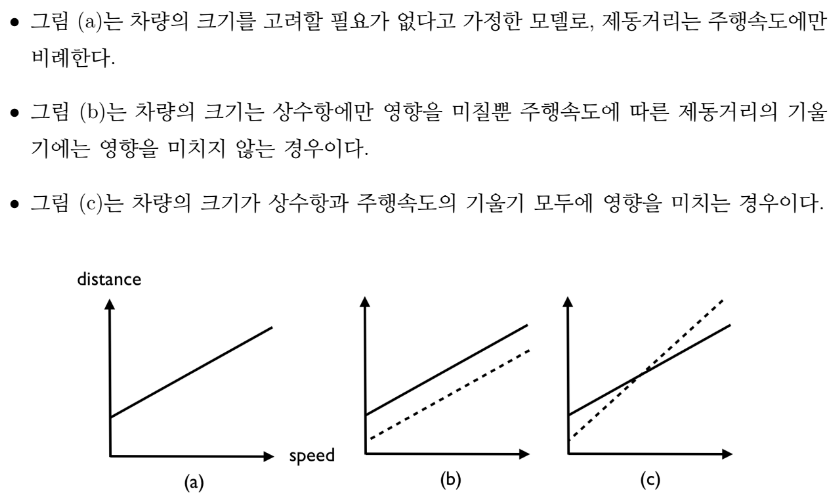 • 그림 (a)는 차량의 크기를 고려할 필요가 없다고 가정한 모델로, 제동거리는 주행속도에만
비례한다.
• 그림 (b)는 차량의 크기는 상수항에만 영향을 미칠뿐 주행속도에 따른 제동거리의 기울
기에는 영향을 미치지 않는 경우이다.
• 그림 (c)는 차량의 크기가 상수항과 주행속도의 기울기 모두에 영향을 미치는 경우이다.
distance
speed
(a)
(b)
(c)